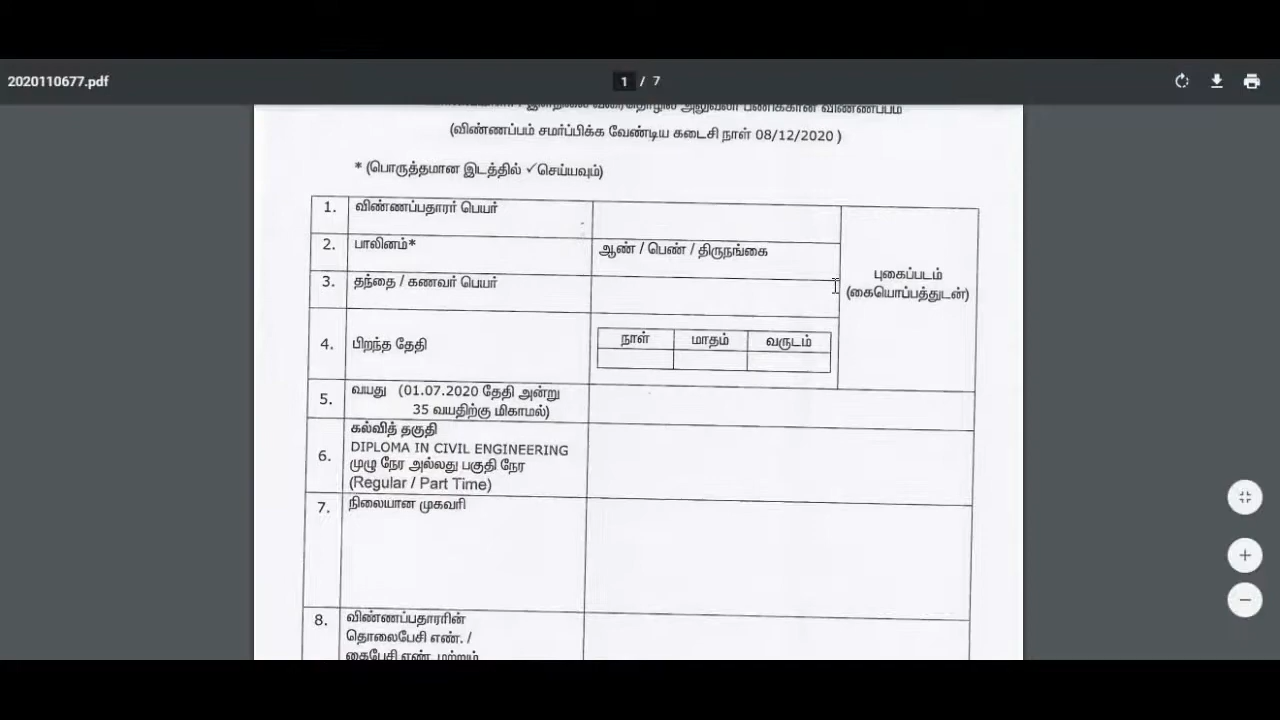 2020110677.pdf
1 / 7
பணிக்கான விண்ணப்பம்
(விண்ணப்பம் சமர்ப்பிக்க வேண்டிய கடைசி நாள் 08/12/2020 )
* (பொருத்தமான இடத்தில் ✓செய்யவும்)
1. விண்ணப்பதாரர் பெயர்
2. பாலினம்* ஆண் / பெண் / திருநங்கை
புகைப்படம்
(கையொப்பத்துடன்)
3. தந்தை / கணவர் பெயர்
4. பிறந்த தேதி நாள் மாதம் வருடம்
5. வயது (01.07.2020 தேதி அன்று
35 வயதிற்கு மிகாமல்)
6. கல்வித் தகுதி
DIPLOMA IN CIVIL ENGINEERING
முழு நேர அல்லது பகுதி நேர
(Regular / Part Time)
7. நிலையான முகவரி
8. விண்ணப்பதாரரின்
தொலைபேசி எண். /
கைபேசி எண். மற்றும்